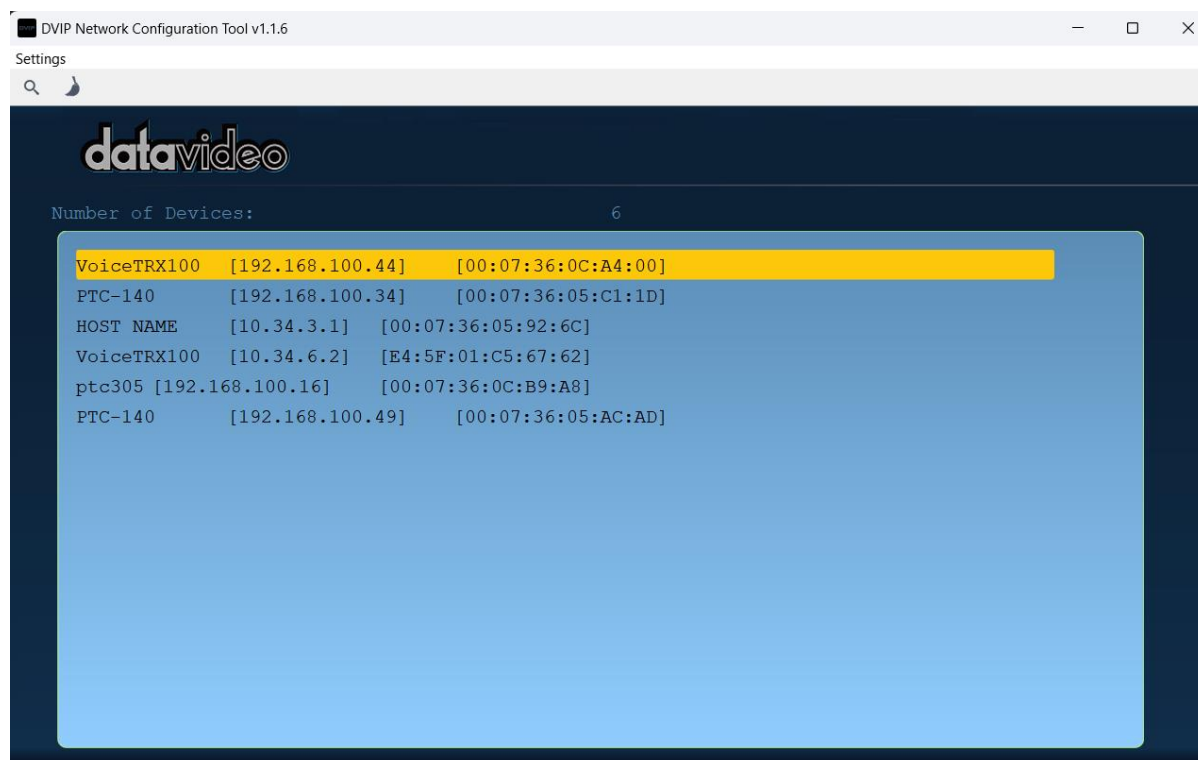 DVIP Network Configuration Tool v1.1.6
Settings
datavideo
Number of Devices: 6
VoiceTRX100 [192.168.100.44] [00:07:36:0C:A4:00]
PTC-140 [192.168.100.34] [00:07:36:05:C1:1D]
HOST NAME [10.34.3.1] [00:07:36:05:92:6C]
VoiceTRX100 [10.34.6.2] [E4:5F:01:C5:67:62]
ptc305 [192.168.100.16] [00:07:36:0C:B9:A8]
PTC-140 [192.168.100.49] [00:07:36:05:AC:AD]